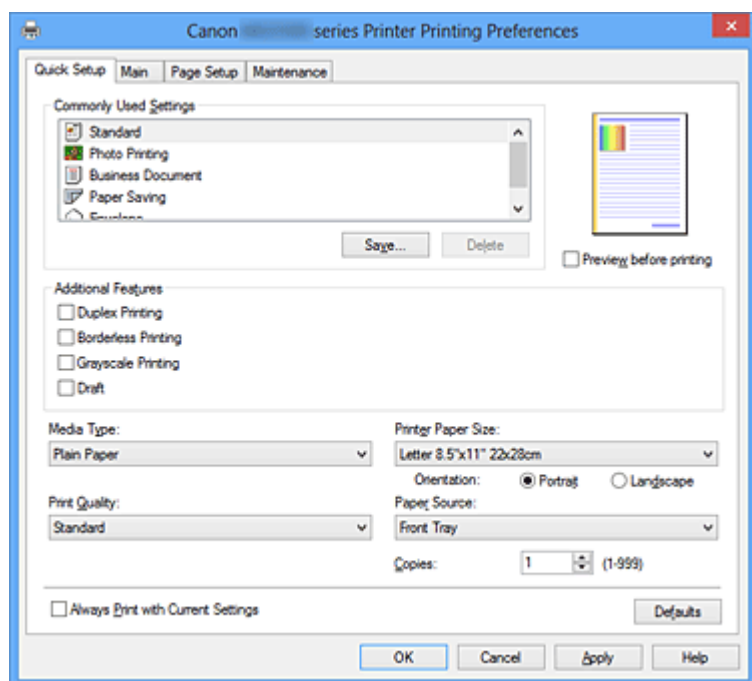 Canon series Printer Printing Preferences
Quick Setup Main Page Setup Maintenance
Commonly Used Settings
Standard
Photo Printing
Business Document
Paper Saving
Envelope
Save... Delete
Preview before printing
Additional Features
Duplex Printing
Borderless Printing
Grayscale Printing
Draft
Media Type: Printer Paper Size:
Plain Paper Letter 8.5"x11" 22x28cm
Orientation: Portrait Landscape
Print Quality: Paper Source:
Standard Front Tray
Copies: 1 (1-999)
Always Print with Current Settings Defaults
OK Cancel Apply Help